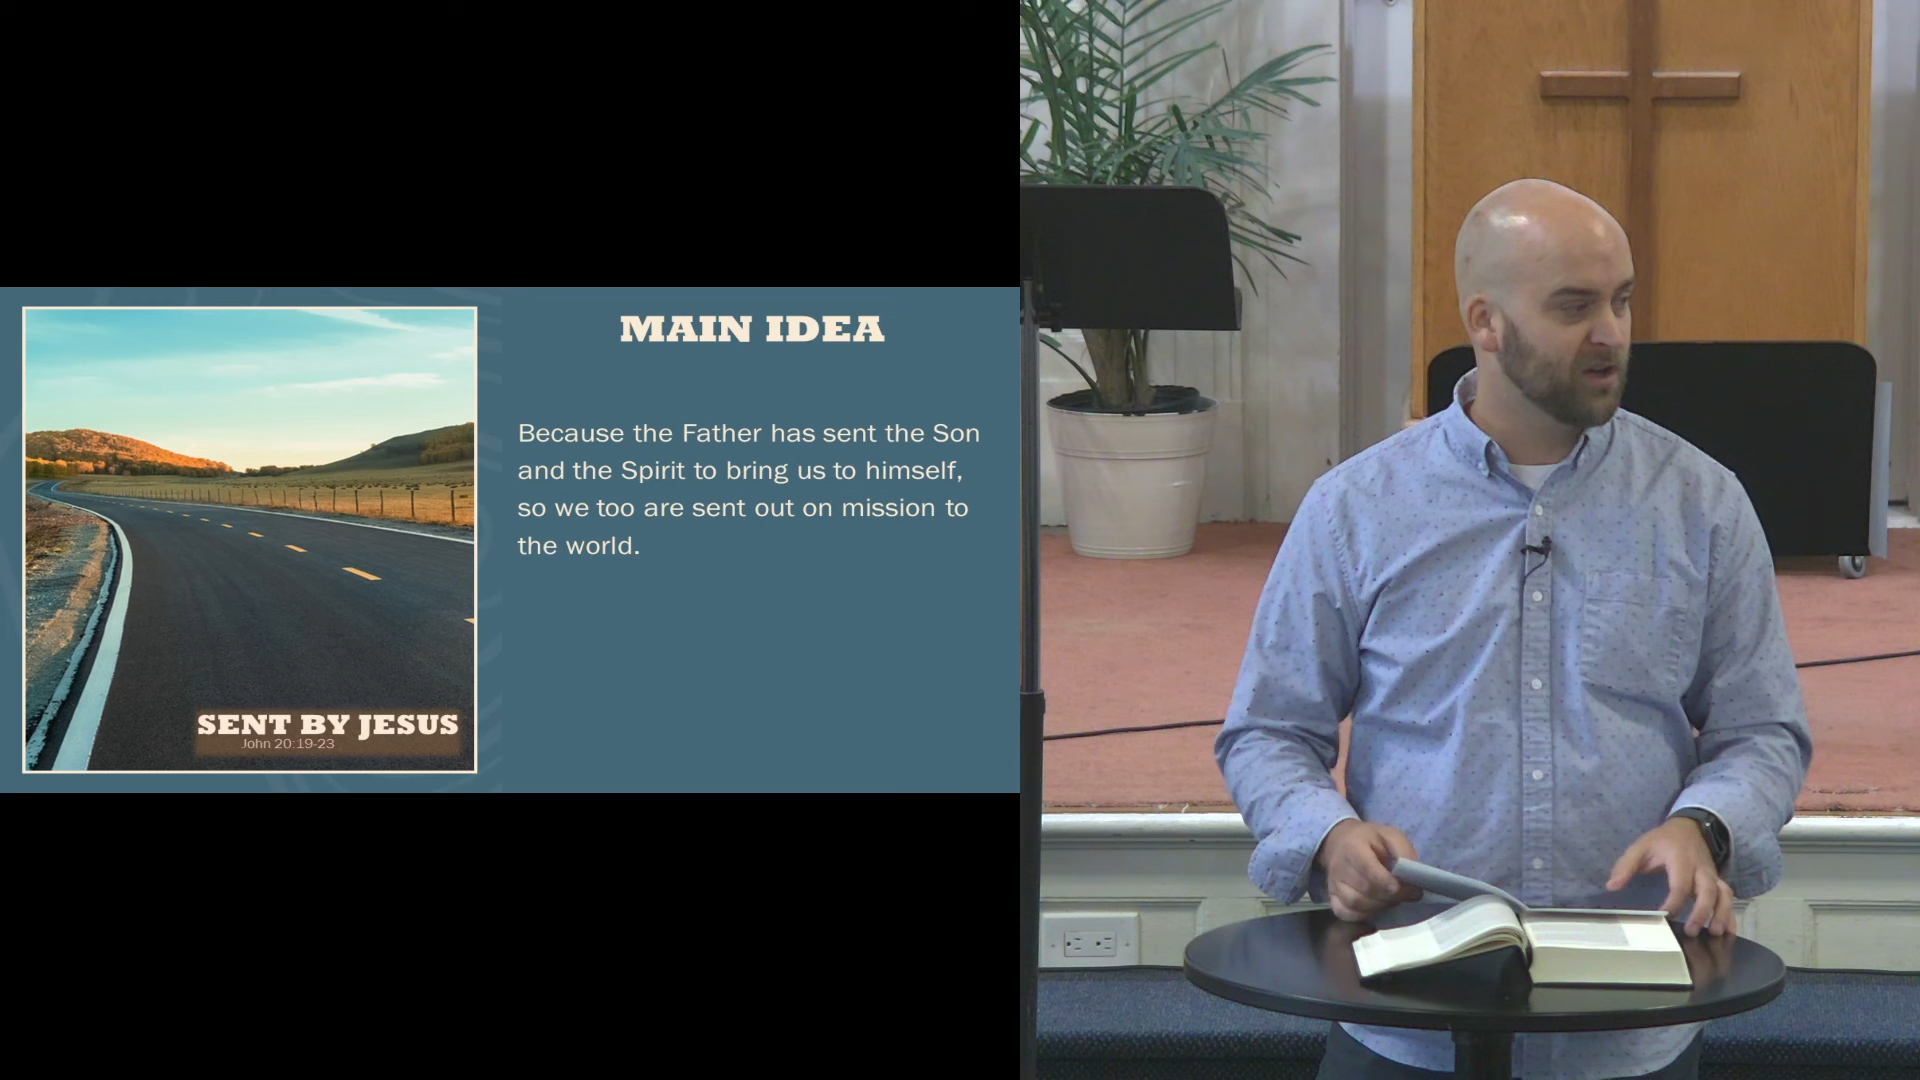 MAIN IDEA
Because the Father has sent the Son
and the Spirit to bring us to himself,
so we too are sent out on mission to
the world.
SENT BY JESUS
John 20:19-23